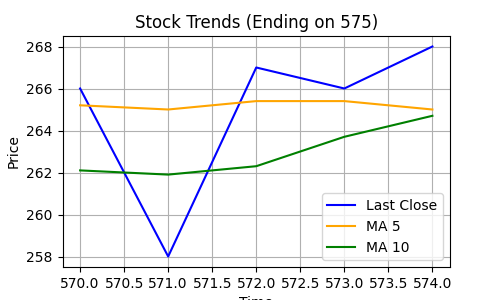 Stock Trends (Ending on 575)
268
266
264
262
260
258
Price
Last Close
MA 5
MA 10
570.0 570.5 571.0 571.5 572.0 572.5 573.0 573.5 574.0
Time